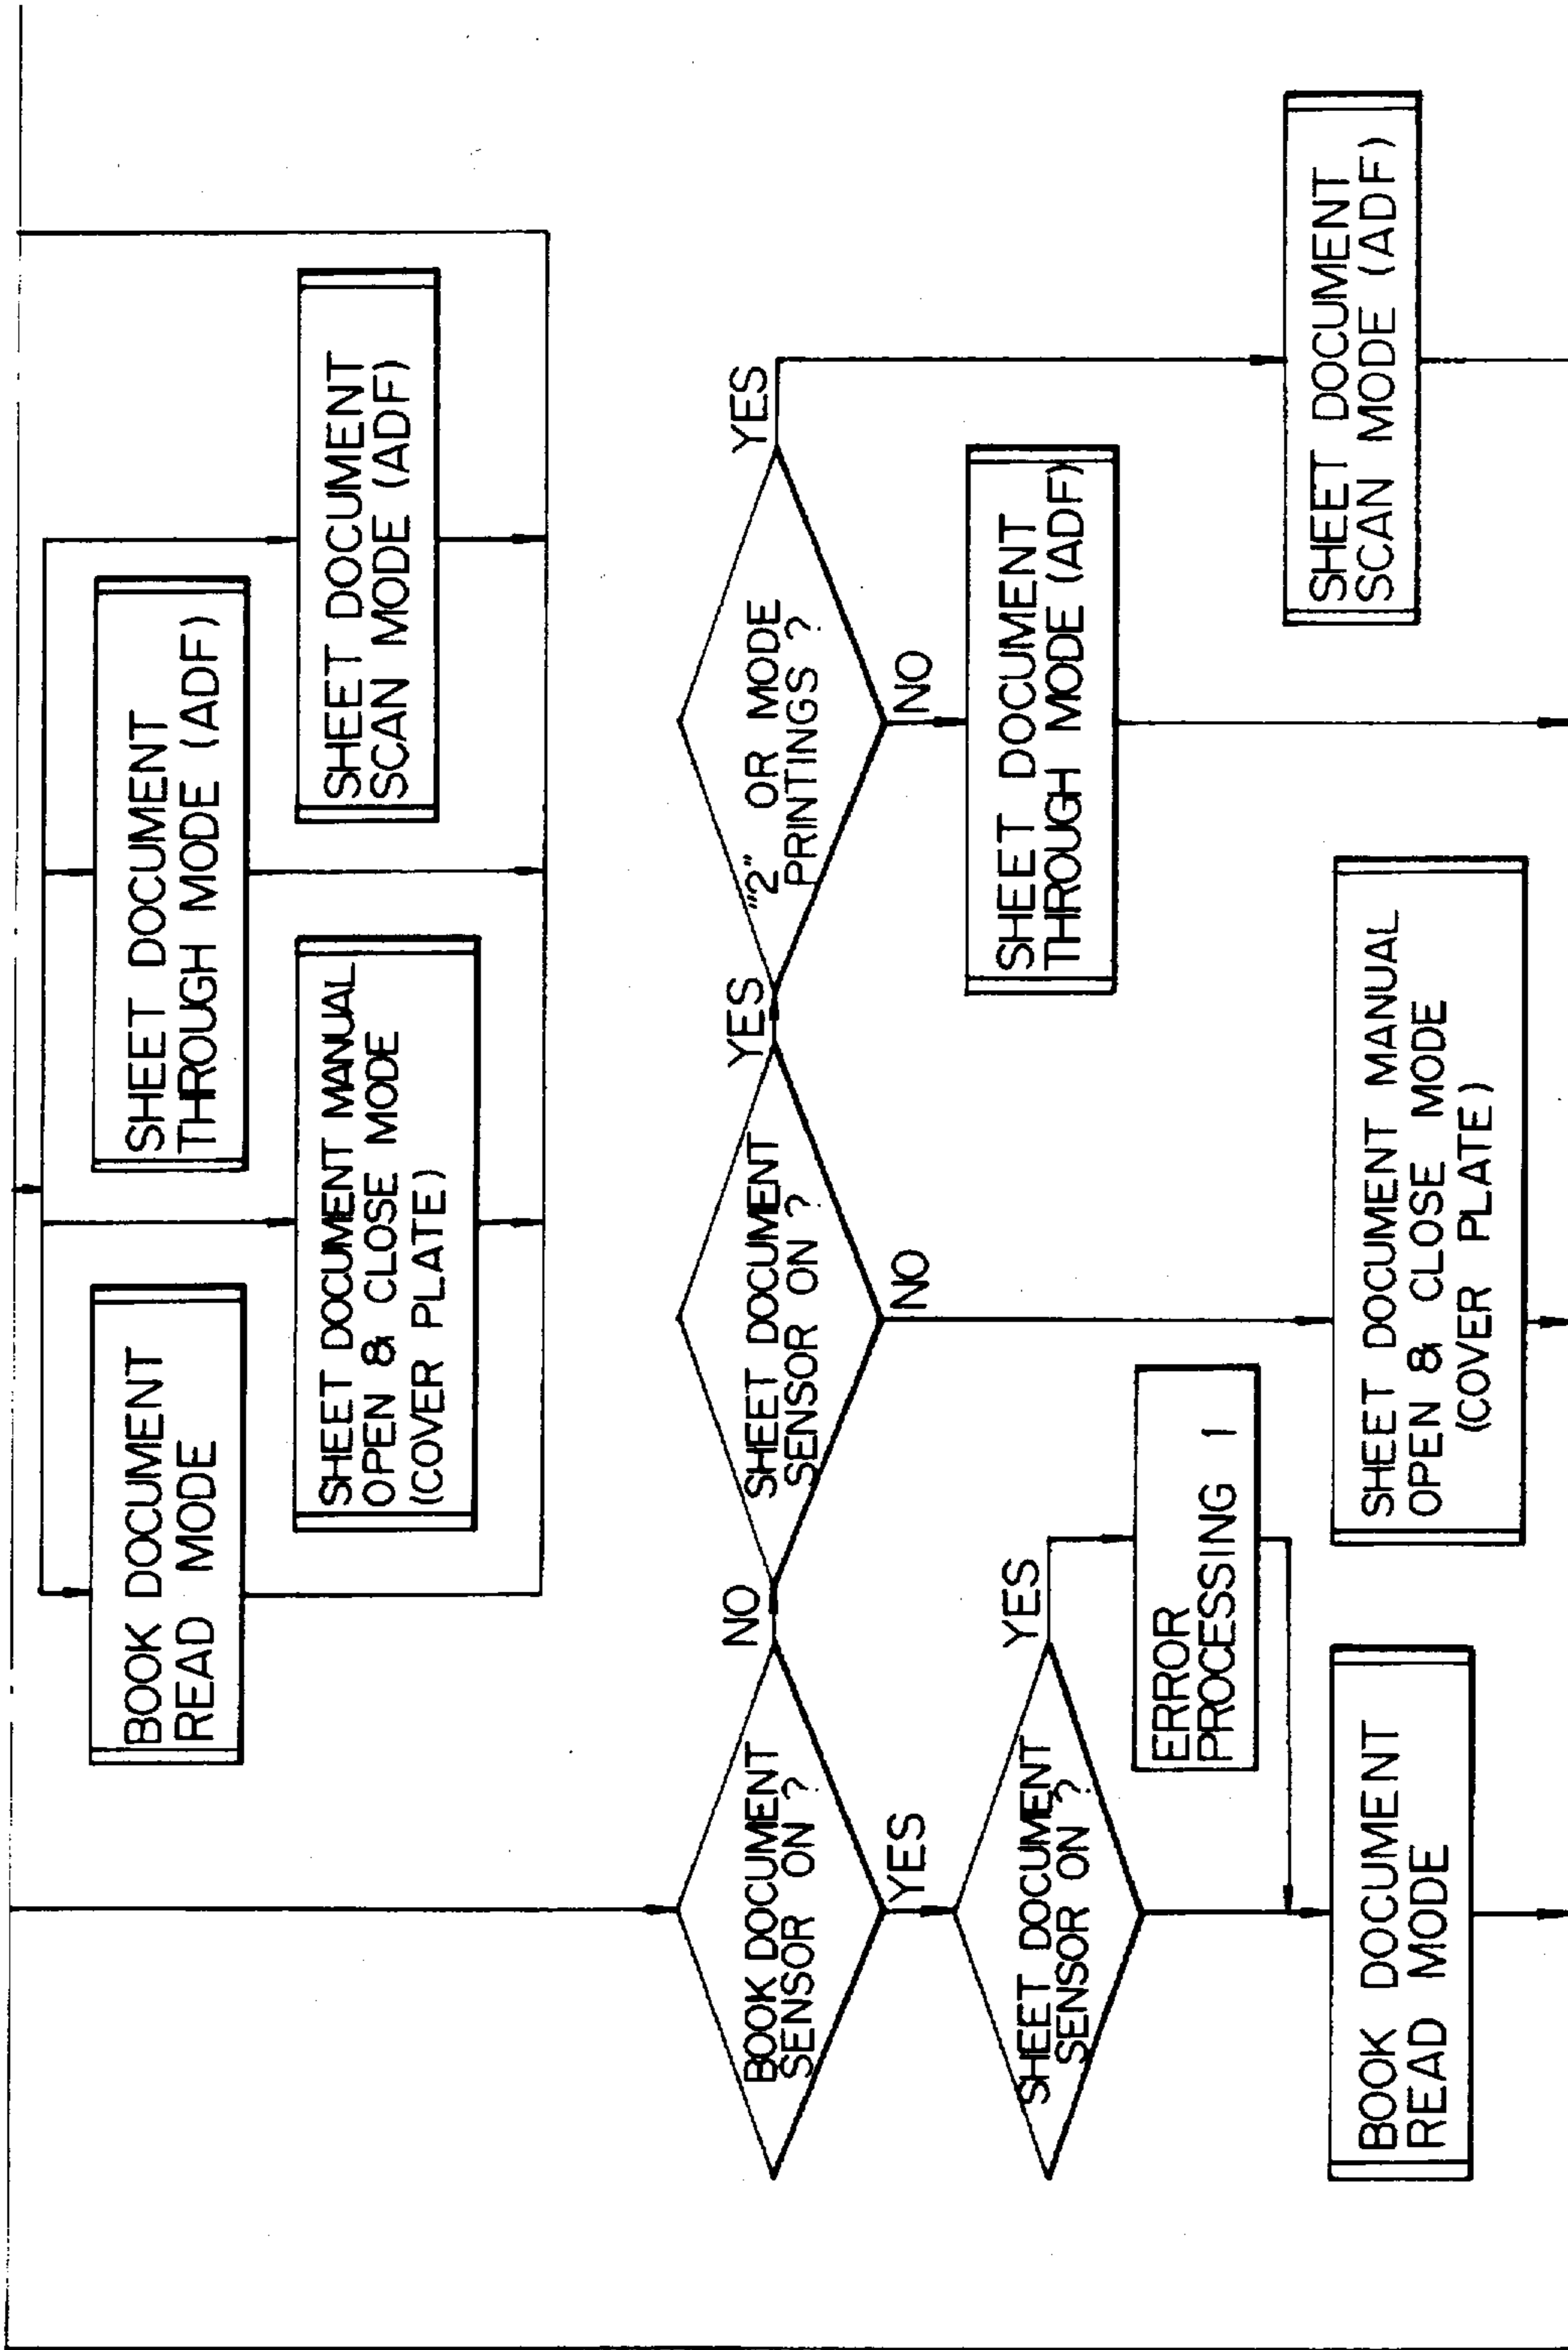 BOOK DOCUMENT
READ MODE
SHEET DOCUMENT MANUAL
OPEN & CLOSE MODE
(COVER PLATE)
SHEET DOCUMENT
THROUGH MODE (ADF)
SHEET DOCUMENT
SCAN MODE (ADF)
BOOK DOCUMENT
SENSOR ON ?
NO
YES
SHEET DOCUMENT
SENSOR ON ?
YES
NO
"2" OR MODE
PRINTINGS ?
YES
NO
SHEET DOCUMENT
SENSOR ON ?
YES
ERROR
PROCESSING 1
SHEET DOCUMENT
THROUGH MODE (ADF)
BOOK DOCUMENT
READ MODE
SHEET DOCUMENT MANUAL
OPEN & CLOSE MODE
(COVER PLATE)
SHEET DOCUMENT
SCAN MODE (ADF)